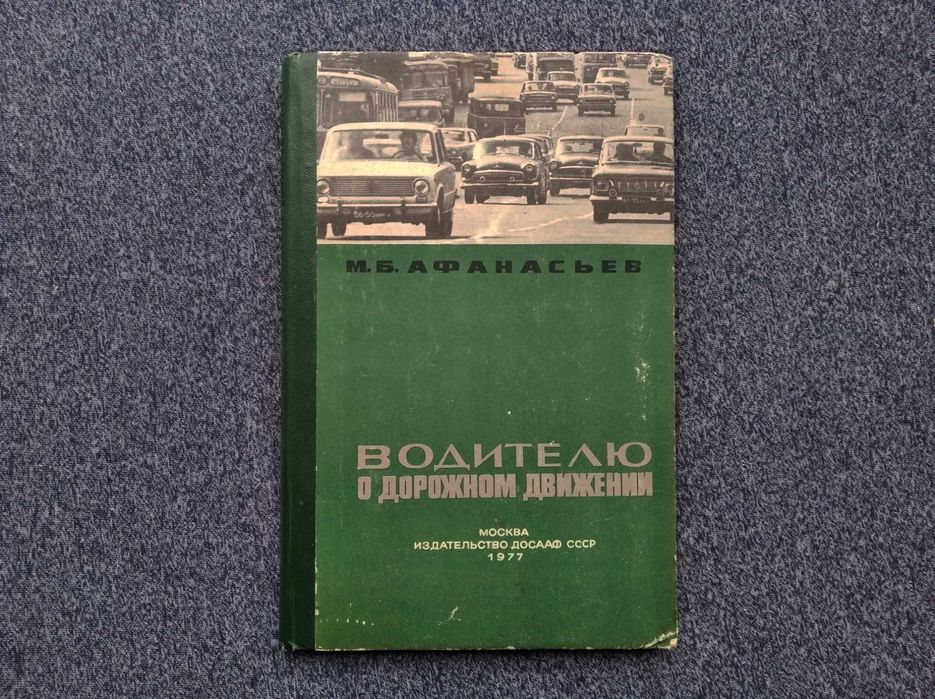 М.Б. АФАНАСЬЕВ
ВОДИТЕЛЮ
О ДОРОЖНОМ ДВИЖЕНИИ
МОСКВА
ИЗДАТЕЛЬСТВО ДОСААФ СССР
1977